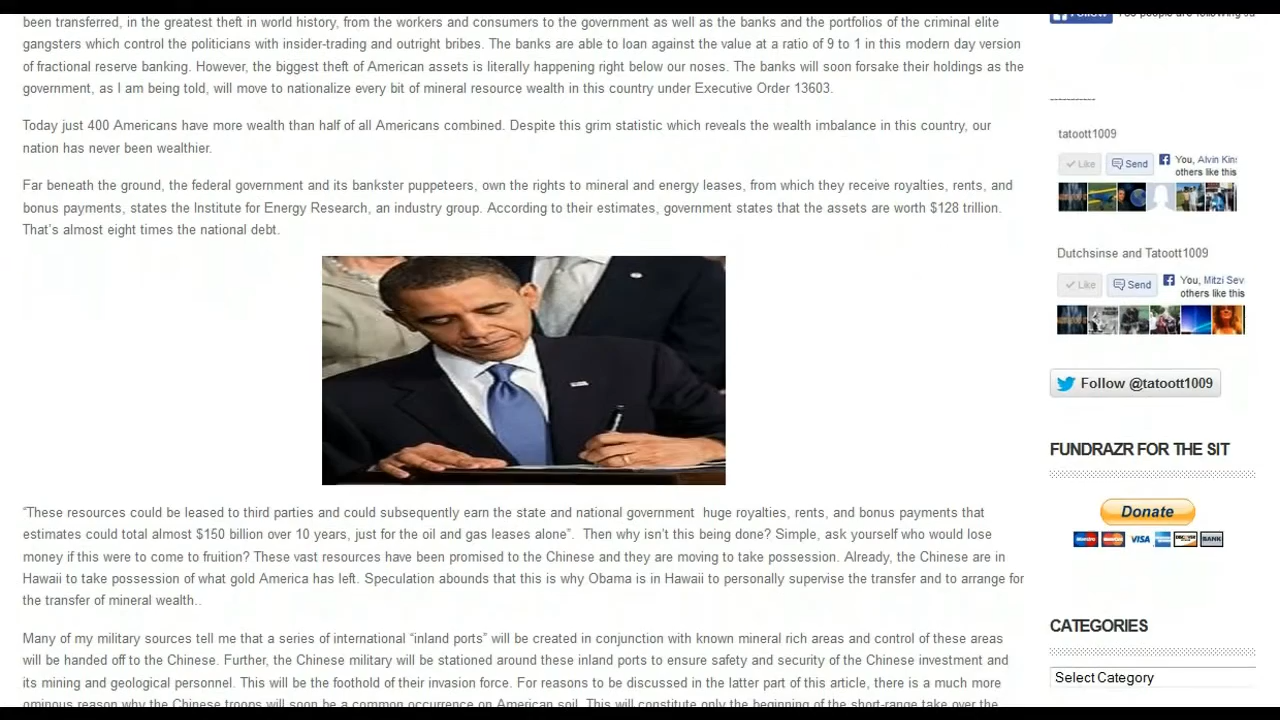 been transferred, in the greatest theft in world history, from the workers and consumers to the government as well as the banks and the portfolios of the criminal elite
gangsters which control the politicians with insider-trading and outright bribes. The banks are able to loan against the value at a ratio of 9 to 1 in this modern day version
of fractional reserve banking. However, the biggest theft of American assets is literally happening right below our noses. The banks will soon forsake their holdings as the
government, as I am being told, will move to nationalize every bit of mineral resource wealth in this country under Executive Order 13603.
Today just 400 Americans have more wealth than half of all Americans combined. Despite this grim statistic which reveals the wealth imbalance in this country, our
nation has never been wealthier.
Far beneath the ground, the federal government and its bankster puppeteers, own the rights to mineral and energy leases, from which they receive royalties, rents, and
bonus payments, states the Institute for Energy Research, an industry group. According to their estimates, government states that the assets are worth $128 trillion.
That's almost eight times the national debt.
“These resources could be leased to third parties and could subsequently earn the state and national government huge royalties, rents, and bonus payments that
estimates could total almost $150 billion over 10 years, just for the oil and gas leases alone”. Then why isn't this being done? Simple, ask yourself who would lose
money if this were to come to fruition? These vast resources have been promised to the Chinese and they are moving to take possession. Already, the Chinese are in
Hawaii to take possession of what gold America has left. Speculation abounds that this is why Obama is in Hawaii to personally supervise the transfer and to arrange for
the transfer of mineral wealth..
Many of my military sources tell me that a series of international “inland ports” will be created in conjunction with known mineral rich areas and control of these areas
will be handed off to the Chinese. Further, the Chinese military will be stationed around these inland ports to ensure safety and security of the Chinese investment and
its mining and geological personnel. This will be the foothold of their invasion force. For reasons to be discussed in the latter part of this article, there is a much more
ominous reason why the Chinese troops will soon be a common occurrence on American soil. This will constitute only the beginning of the short-range take over the
Follow
people are following
tatoott1009
Like Send You, Alvin Kins
others like this
Dutchsinse and Tatoott1009
Like Send You, Mitzi Sev
others like this
Follow @tatoott1009
FUNDRAZR FOR THE SIT
Donate
Maestro VISA DISCOVER BANK
CATEGORIES
Select Category